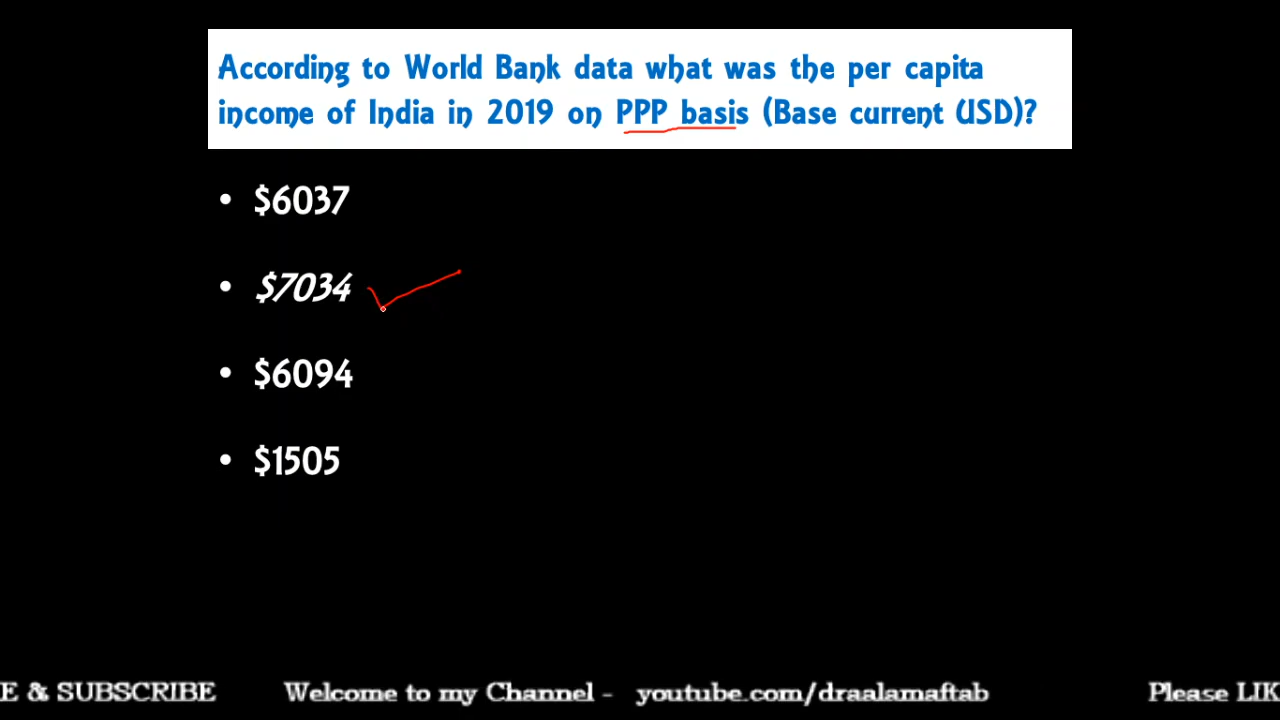 According to World Bank data what was the per capita
income of India in 2019 on PPP basis (Base current USD)?
• $6037
• $7034
• $6094
• $1505
E & SUBSCRIBE Welcome to my Channel - youtube.com/draalamaftab Please LIK